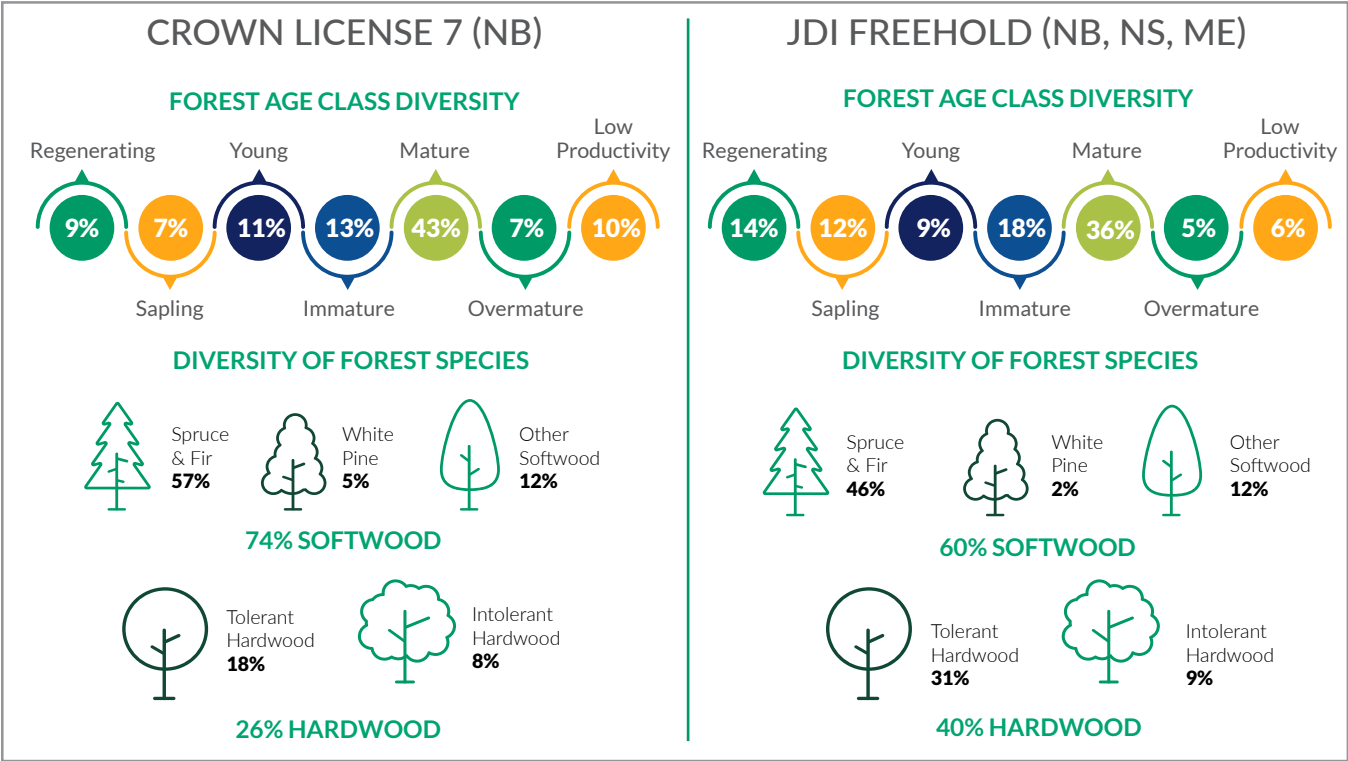 CROWN LICENSE 7 (NB)
FOREST AGE CLASS DIVERSITY
Regenerating
Young
Mature
Low
Productivity
9%
7%
11%
13%
43%
7%
10%
Sapling
Immature
Overmature
DIVERSITY OF FOREST SPECIES
Spruce
& Fir
57%
White
Pine
5%
Other
Softwood
12%
74% SOFTWOOD
Tolerant
Hardwood
18%
Intolerant
Hardwood
8%
26% HARDWOOD
JDI FREEHOLD (NB, NS, ME)
FOREST AGE CLASS DIVERSITY
Regenerating
Young
Mature
Low
Productivity
14%
12%
9%
18%
36%
5%
6%
Sapling
Immature
Overmature
DIVERSITY OF FOREST SPECIES
Spruce
& Fir
46%
White
Pine
2%
Other
Softwood
12%
60% SOFTWOOD
Tolerant
Hardwood
31%
Intolerant
Hardwood
9%
40% HARDWOOD